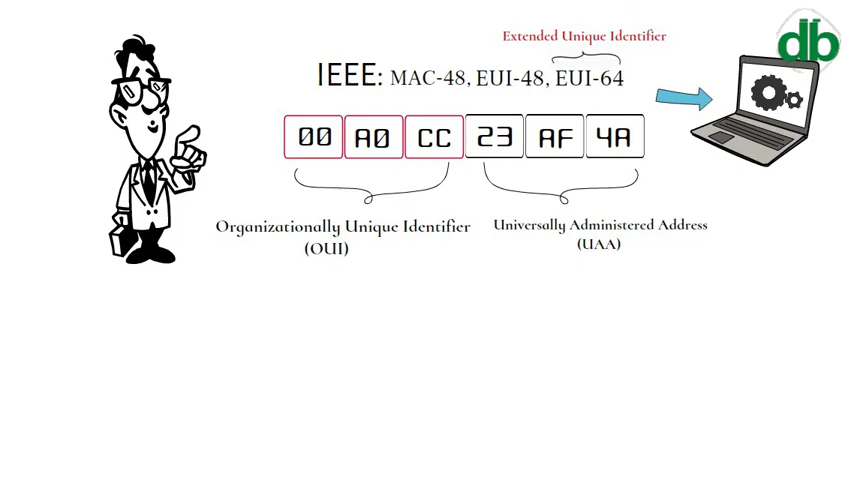 Extended Unique Identifier
IEEE: MAC-48, EUI-48, EUI-64
00 A0 CC 23 AF 4A
Organizationally Unique Identifier
(OUI)
Universally Administered Address
(UAA)
db